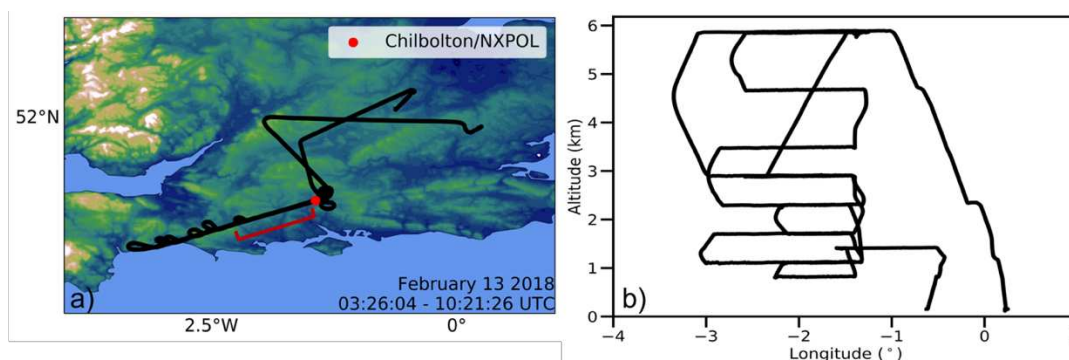 Chilbolton/NXPOL
52°N
February 13 2018
a) 03:26:04 - 10:21:26 UTC
2.5°W 0°
6
5
4
3
2
1
0
Altitude (km)
b)
−4 −3 −2 −1 0 1
Longitude (°)